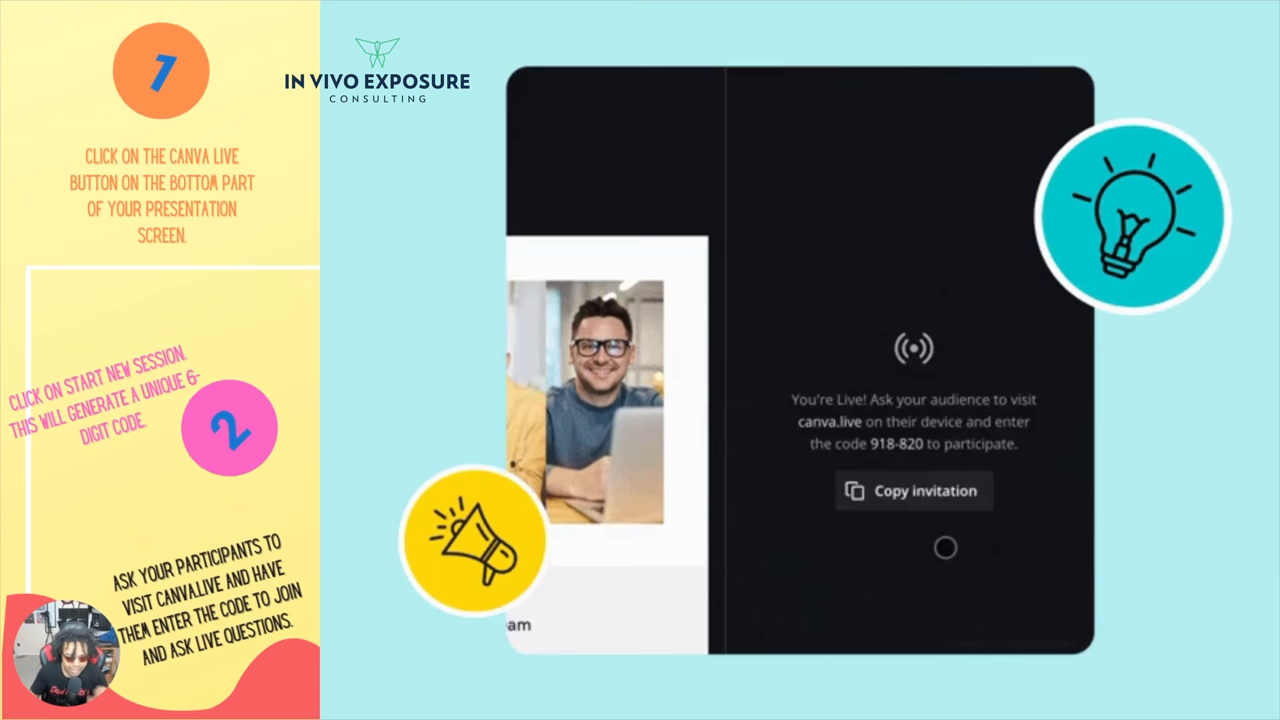 1
CLICK ON THE CANVA LIVE
BUTTON ON THE BOTTOM PART
OF YOUR PRESENTATION
SCREEN.
CLICK ON START NEW SESSION.
THIS WILL GENERATE A UNIQUE 6-
DIGIT CODE.
2
ASK YOUR PARTICIPANTS TO
VISIT CANVA.LIVE AND HAVE
THEM ENTER THE CODE TO JOIN
AND ASK LIVE QUESTIONS.
IN VIVO EXPOSURE
CONSULTING
You're Live! Ask your audience to visit
canva.live on their device and enter
the code 918-820 to participate.
Copy invitation
am